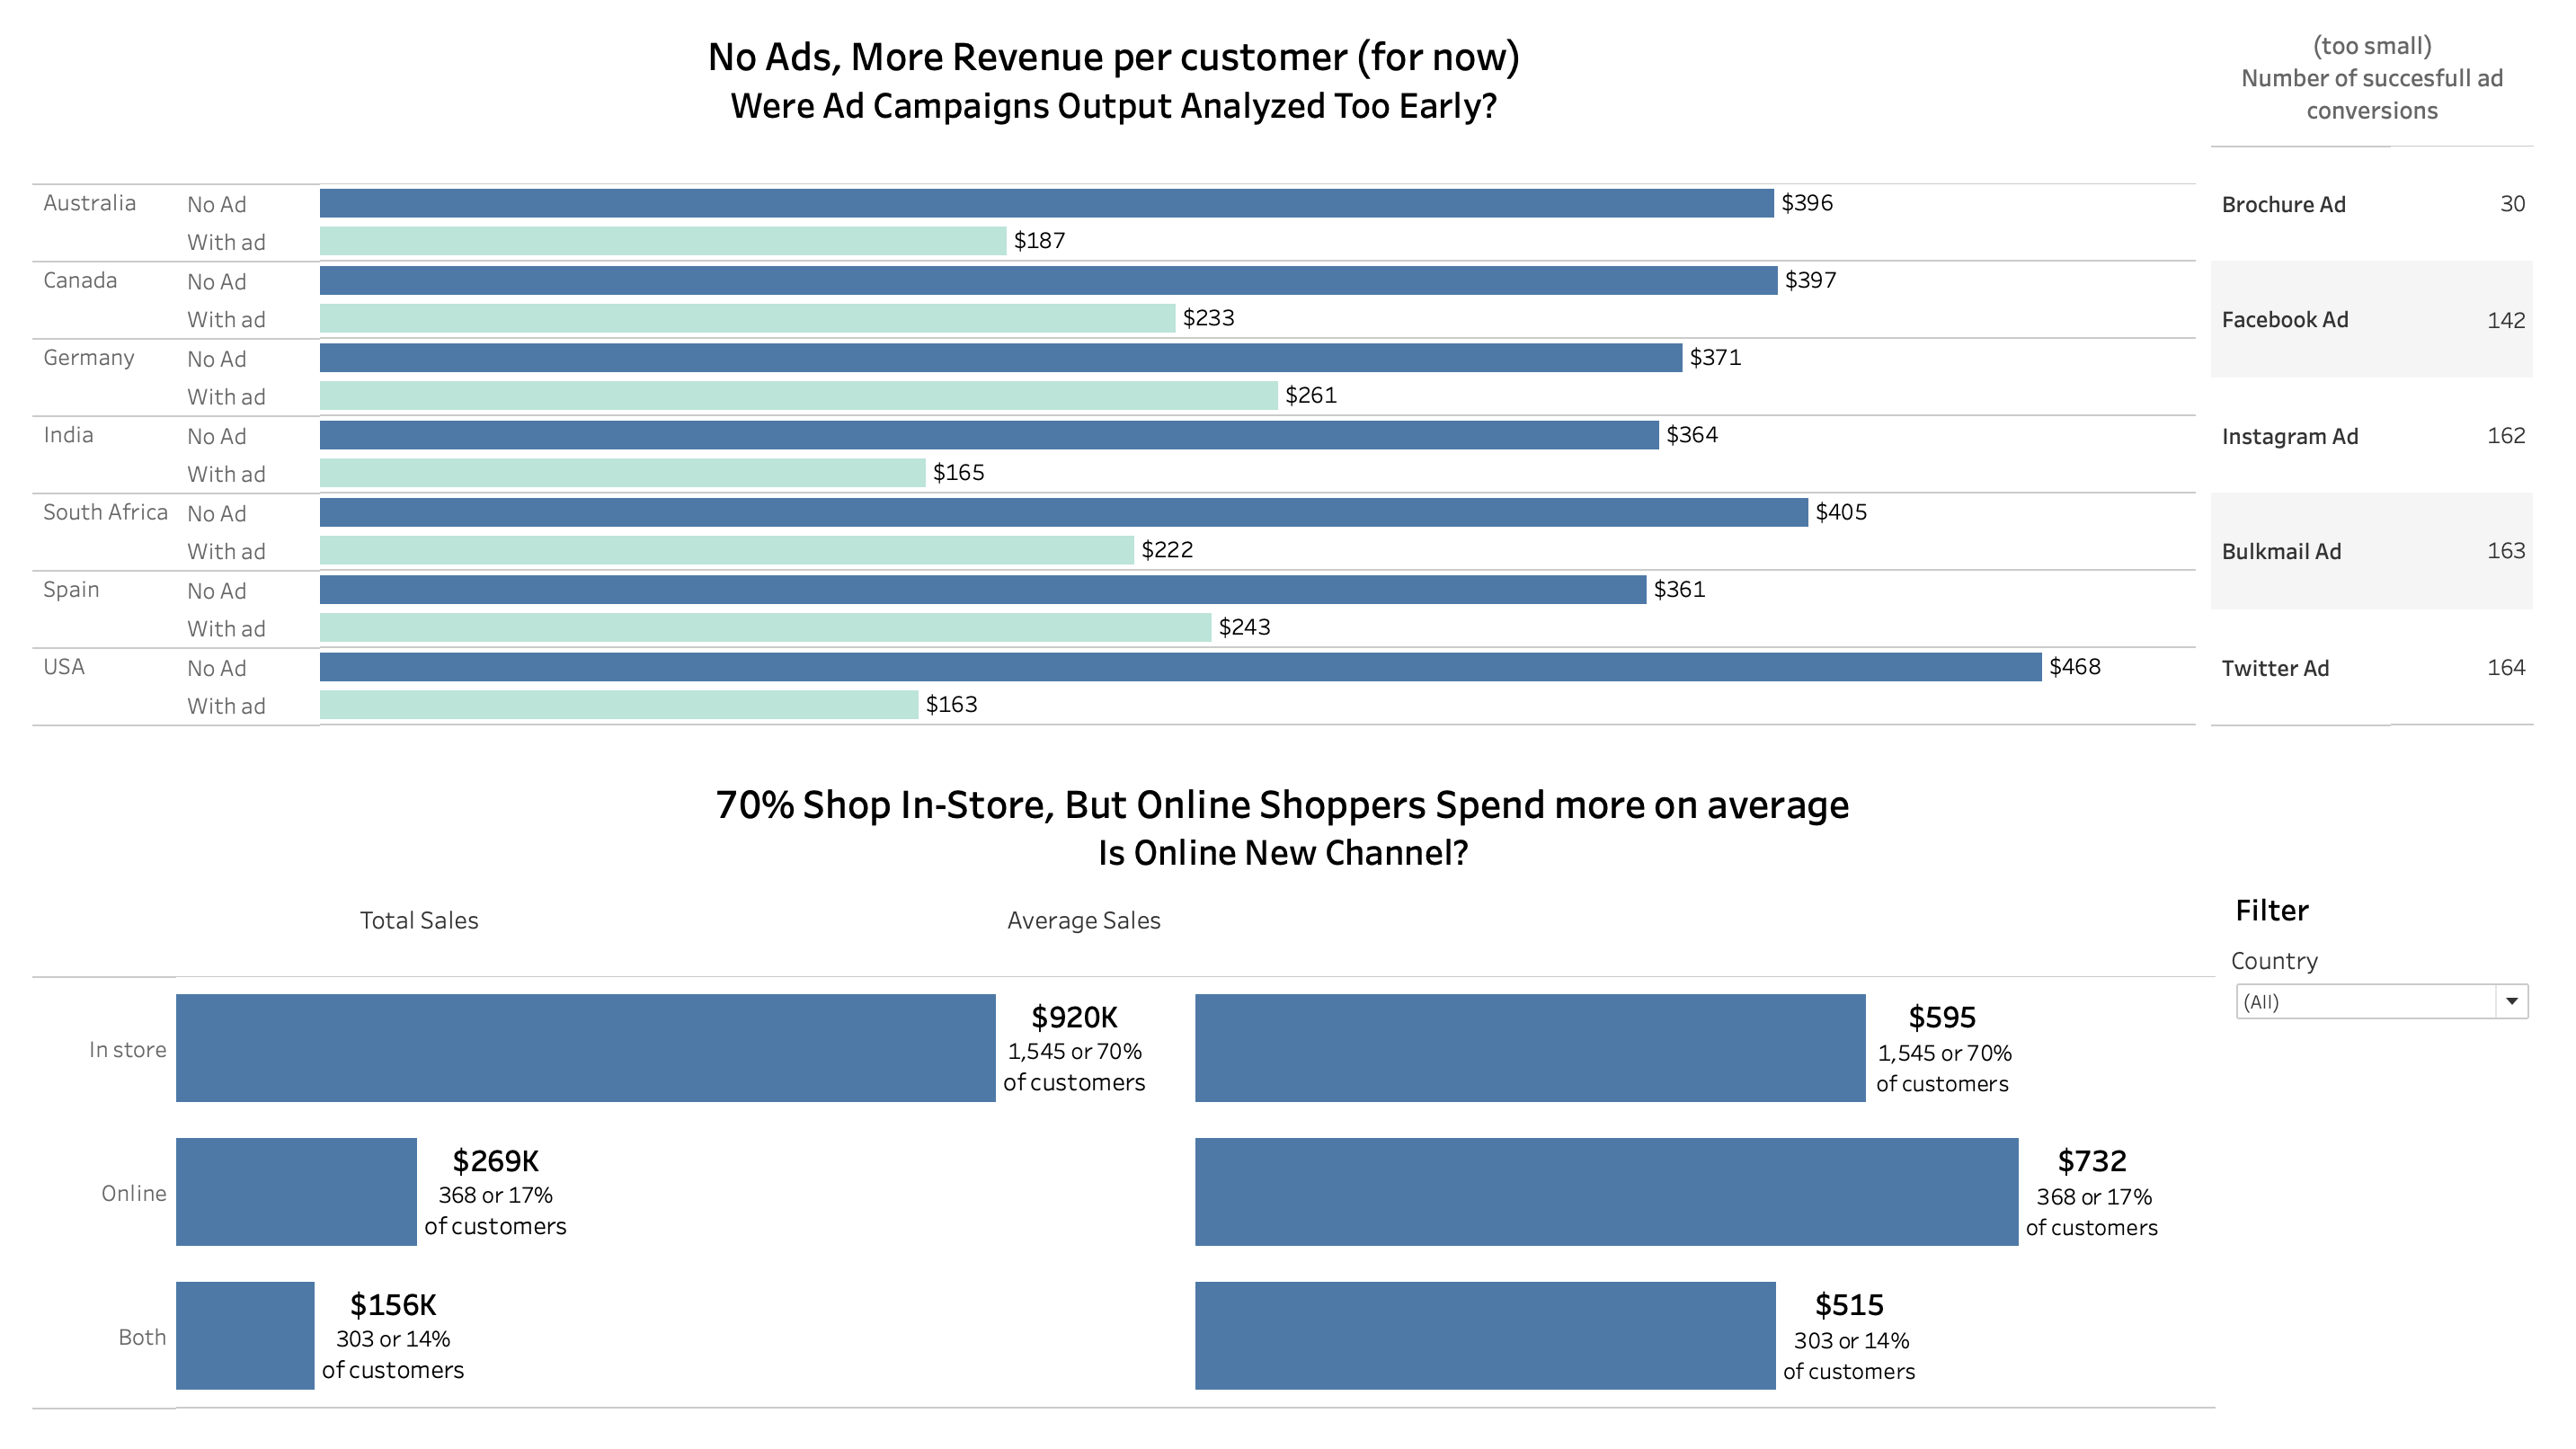 No Ads, More Revenue per customer (for now)
Were Ad Campaigns Output Analyzed Too Early?
(too small)
Number of succesfull ad
conversions
Australia No Ad $396
With ad $187
Canada No Ad $397
With ad $233
Germany No Ad $371
With ad $261
India No Ad $364
With ad $165
South Africa No Ad $405
With ad $222
Spain No Ad $361
With ad $243
USA No Ad $468
With ad $163
Brochure Ad 30
Facebook Ad 142
Instagram Ad 162
Bulkmail Ad 163
Twitter Ad 164
70% Shop In-Store, But Online Shoppers Spend more on average
Is Online New Channel?
Total Sales
Average Sales
In store
$920K
1,545 or 70%
of customers
$595
1,545 or 70%
of customers
Online
$269K
368 or 17%
of customers
$732
368 or 17%
of customers
Both
$156K
303 or 14%
of customers
$515
303 or 14%
of customers
Filter
Country
(All)